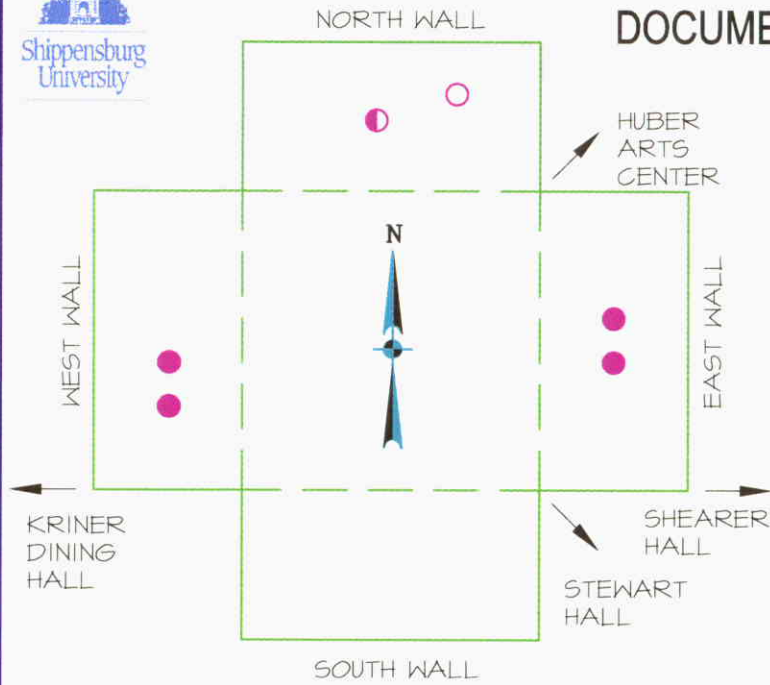 Shippensburg
University
NORTH WALL
DOCUME
HUBER
ARTS
CENTER
N
WEST WALL
EAST WALL
KRINER
DINING
HALL
SHEARER
HALL
STEWART
HALL
SOUTH WALL